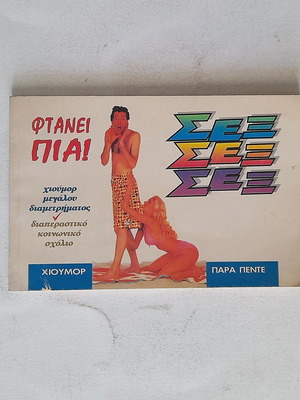 ΦΤΑΝΕΙ
ΠΙΑ!
ΣΕΞ
ΣΕΞ
ΣΕΞ
χιούμορ
μεγάλου
διαμετρήματος
διαπεραστικό
κοινωνικό
σχόλιο
ΧΙΟΥΜΟΡ
ΠΑΡΑ ΠΕΝΤΕ